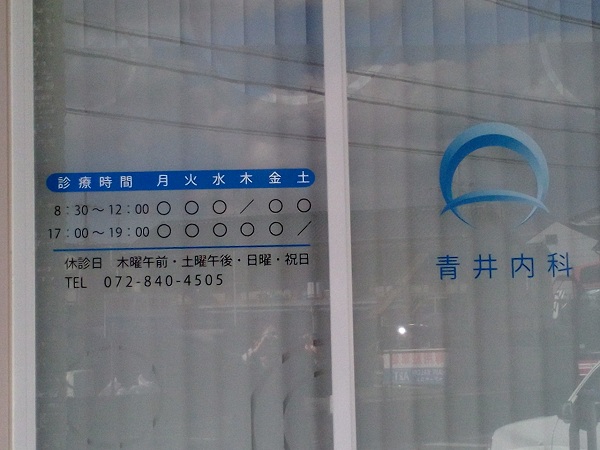 診療時間 月 火 水 木 金 土
8:30〜12:00 ○ ○ ○ ／ ○ ○
17:00〜19:00 ○ ○ ○ ○ ○ ／
休診日 木曜午前・土曜午後・日曜・祝日
TEL 072-840-4505
青井内科